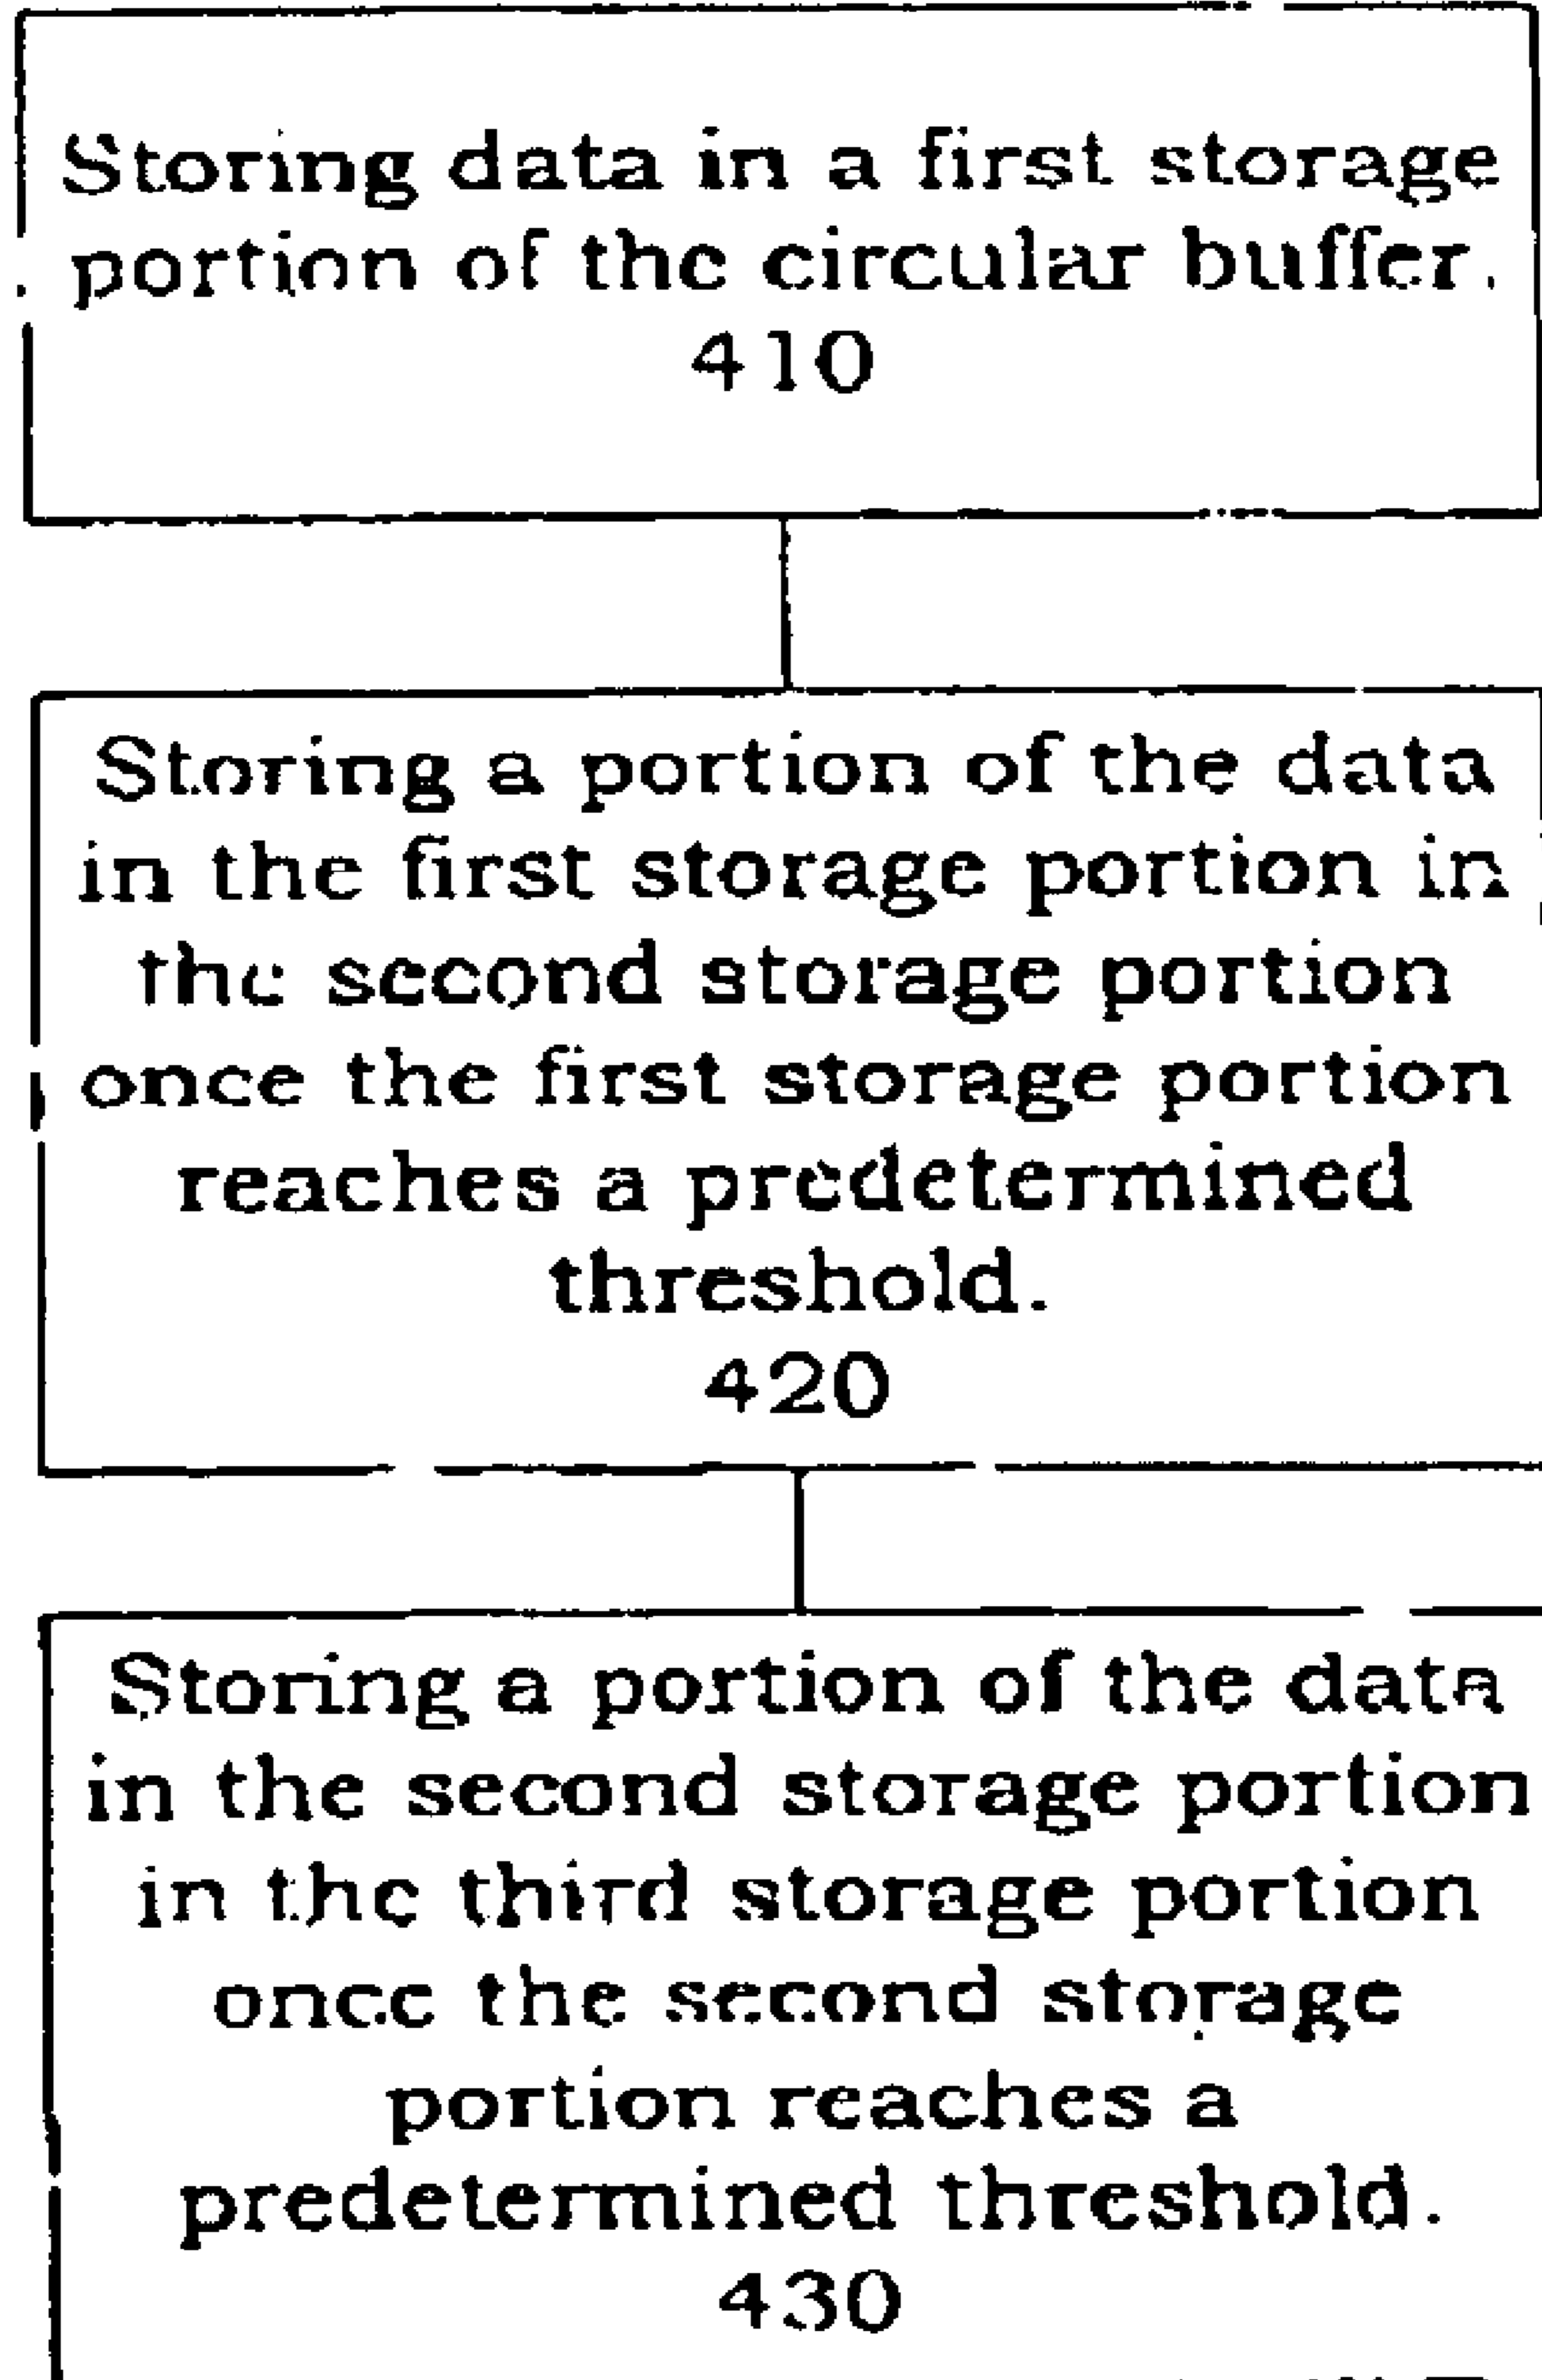 Storing data in a first storage
portion of the circular buffer.
410
Storing a portion of the data
in the first storage portion in
the second storage portion
once the first storage portion
reaches a predetermined
threshold.
420
Storing a portion of the data
in the second storage portion
in the third storage portion
once the second storage
portion reaches a
predetermined threshold.
430